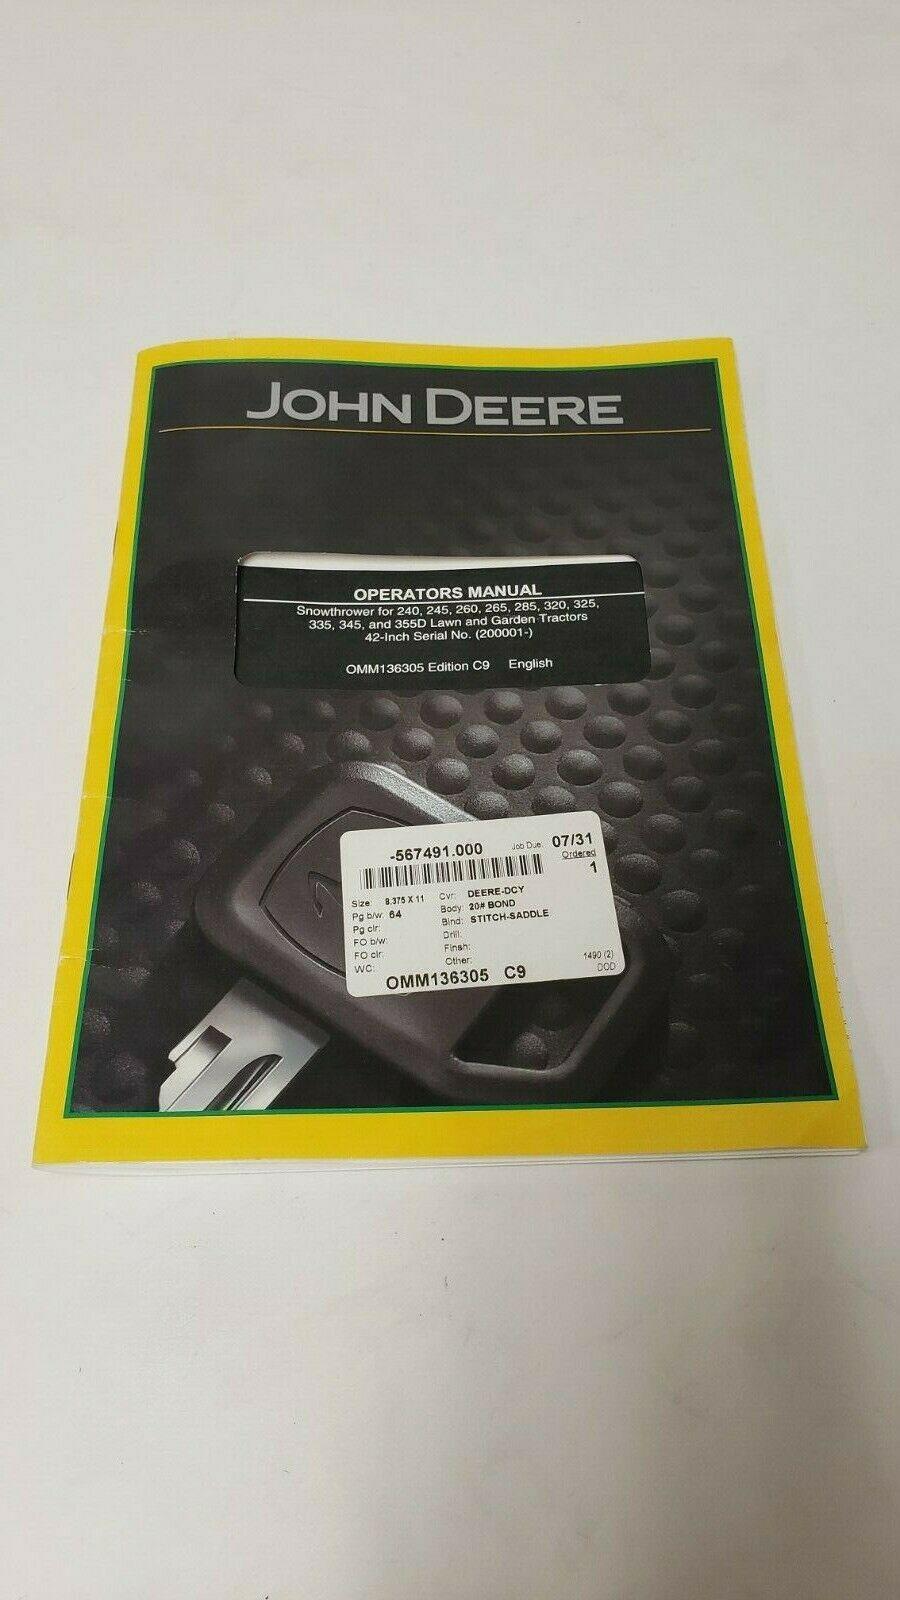 JOHN DEERE
OPERATORS MANUAL
Snowthrower for 240, 245, 260, 265, 285, 320, 325,
335, 345, and 355D Lawn and Garden Tractors
42-Inch Serial No. (200001-)
OMM136305 Edition C9 English
-567491.000 Job Due: 07/31
Ordered
1
Size: 8.375 X 11 Cvr: DEERE-DCY
Pg b/w: 64 Body: 20# BOND
Pg clr: Bind: STITCH-SADDLE
FO b/w: Drill:
FO clr: Finsh:
WC: Other: 1490 (2)
OMM136305 C9 DOD